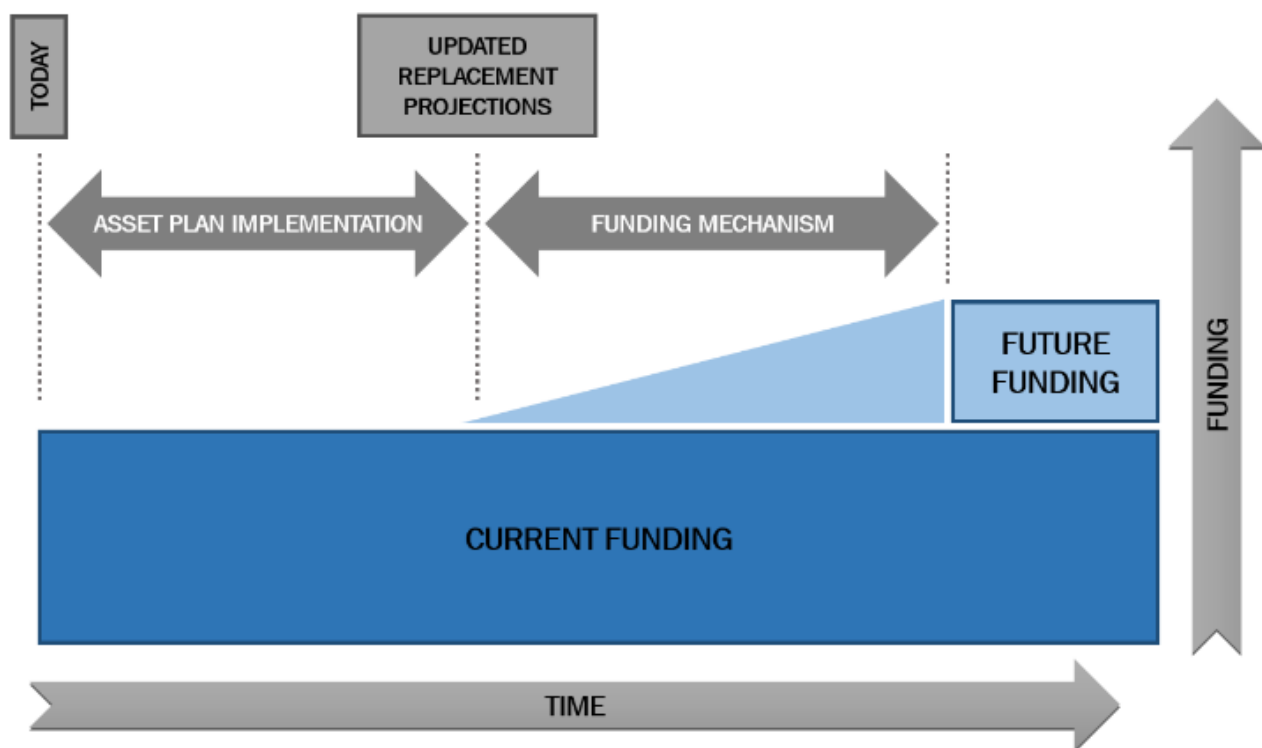 TODAY
UPDATED
REPLACEMENT
PROJECTIONS
ASSET PLAN IMPLEMENTATION
FUNDING MECHANISM
FUTURE
FUNDING
FUNDING
CURRENT FUNDING
TIME